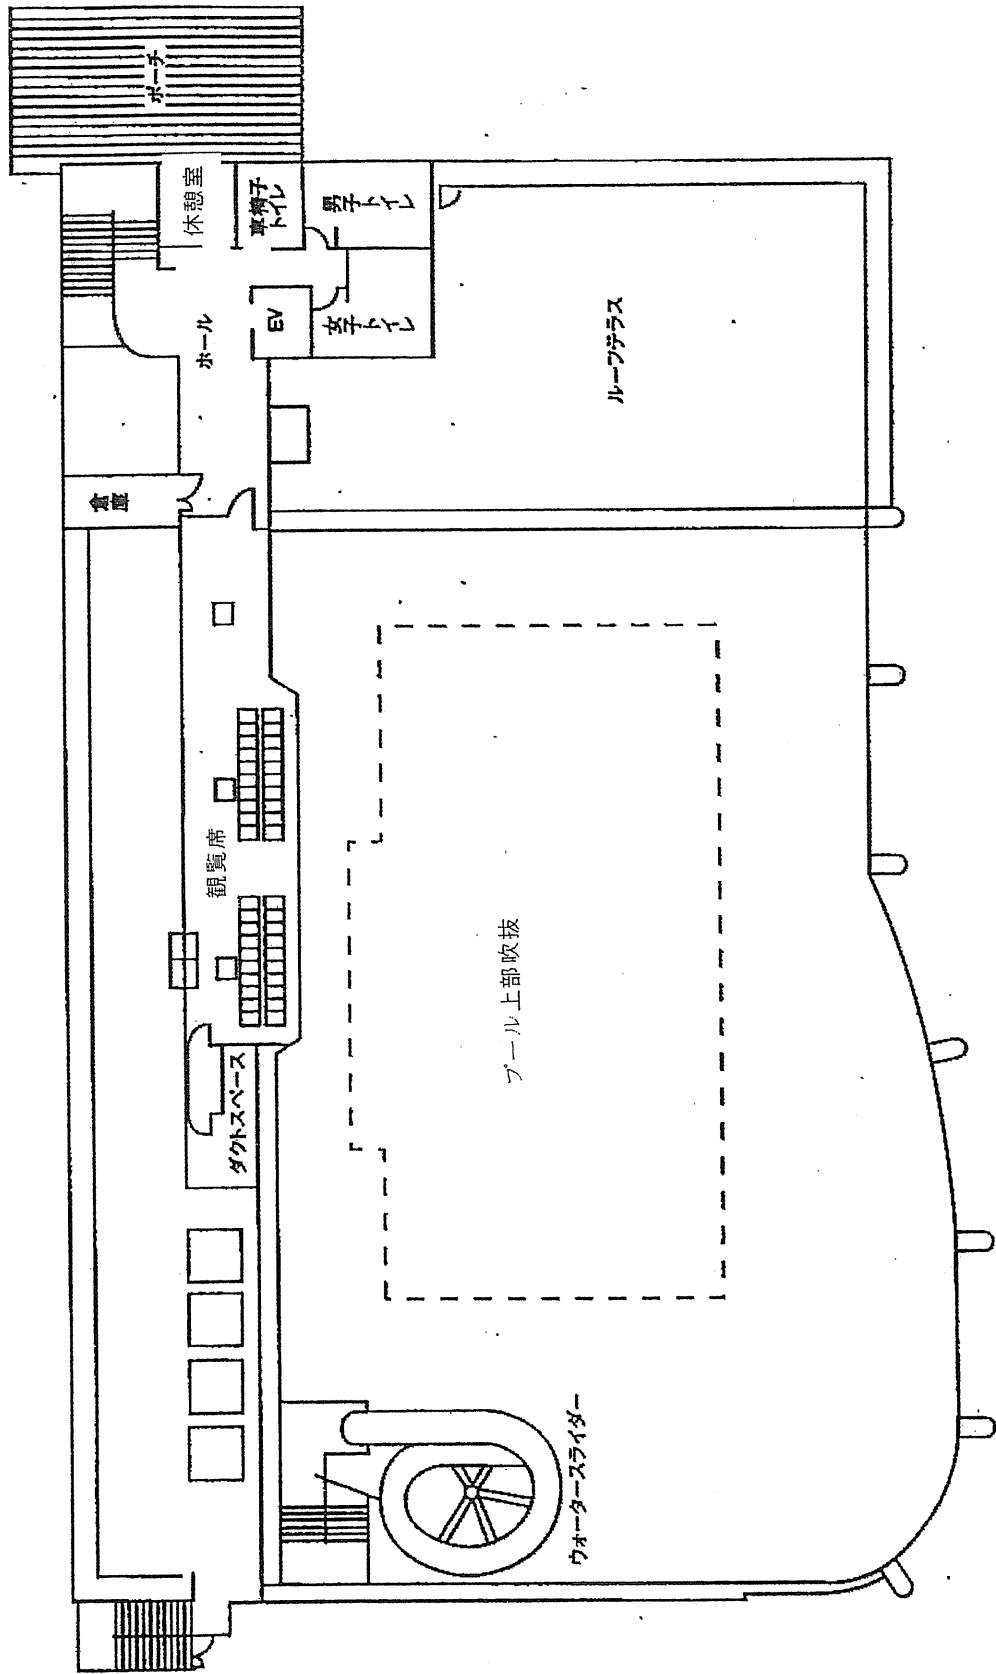 ポーチ
休憩室
車椅子
トイレ
男子
トイレ
ホール
EV
女子
トイレ
ルーフテラス
倉庫
観覧席
プール上部吹抜
ダクトスペース
ウォータースライダー